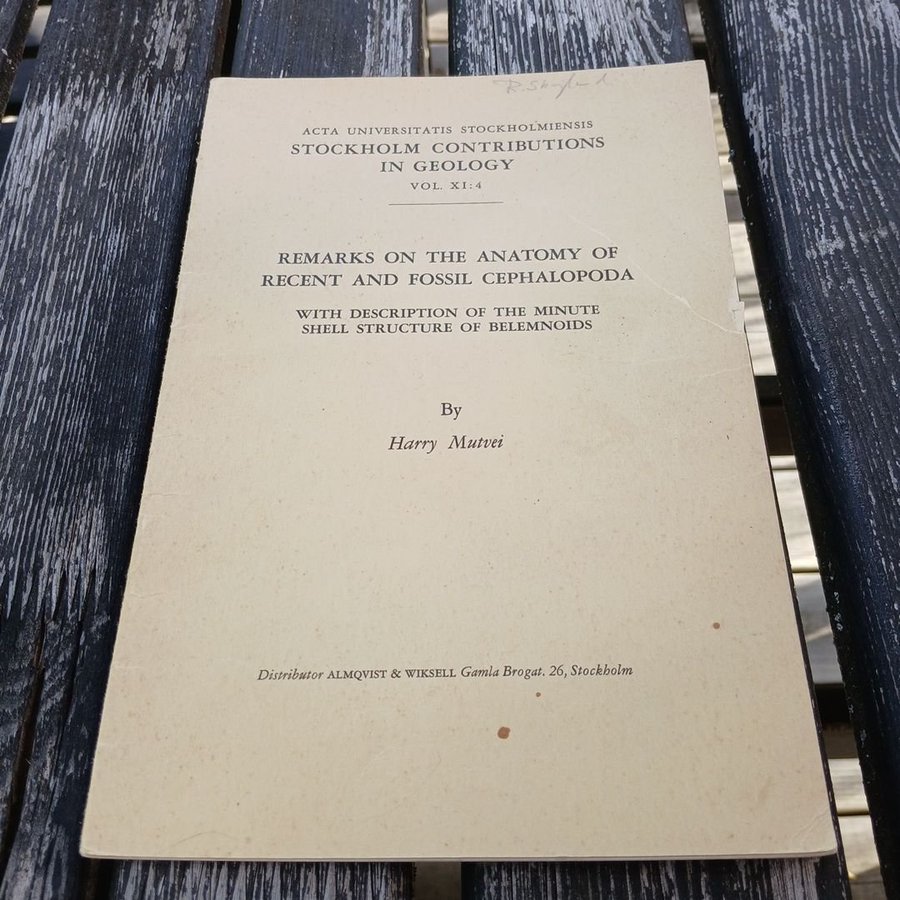 ACTA UNIVERSITATIS STOCKHOLMIENSIS
STOCKHOLM CONTRIBUTIONS
IN GEOLOGY
VOL. XI:4
REMARKS ON THE ANATOMY OF
RECENT AND FOSSIL CEPHALOPODA
WITH DESCRIPTION OF THE MINUTE
SHELL STRUCTURE OF BELEMNOIDS
By
Harry Mutvei
Distributor ALMQVIST & WIKSELL Gamla Brogat. 26, Stockholm